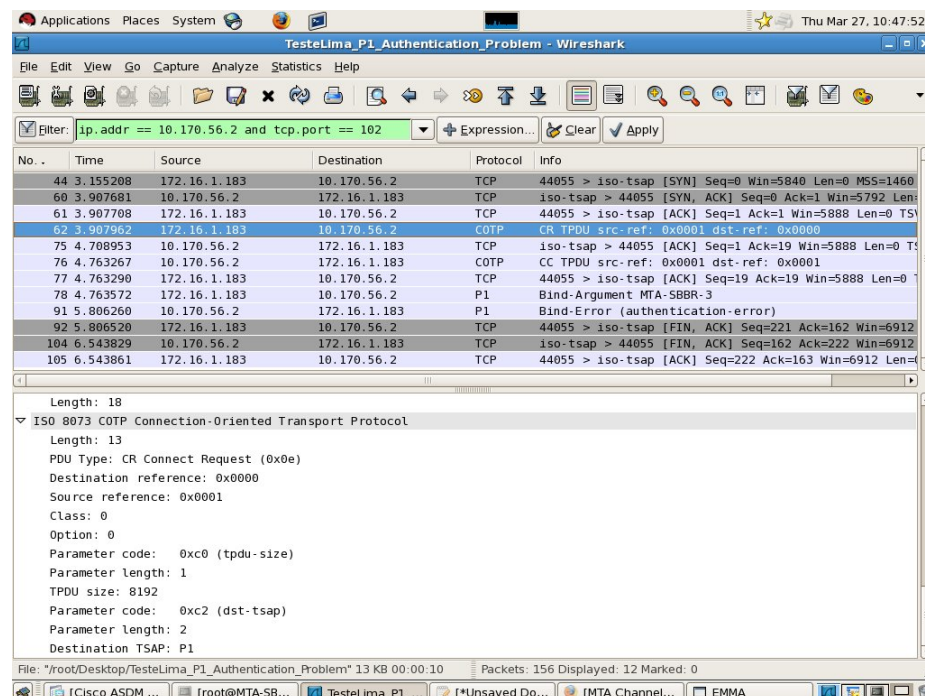 Applications Places System Thu Mar 27, 10:47:52
TesteLima_P1_Authentication_Problem - Wireshark
File Edit View Go Capture Analyze Statistics Help
Filter: ip.addr == 10.170.56.2 and tcp.port == 102 Expression... Clear Apply
No. . Time Source Destination Protocol Info
44 3.155208 172.16.1.183 10.170.56.2 TCP 44055 > iso-tsap [SYN] Seq=0 Win=5840 Len=0 MSS=1460
60 3.907681 10.170.56.2 172.16.1.183 TCP iso-tsap > 44055 [SYN, ACK] Seq=0 Ack=1 Win=5792 Len=
61 3.907708 172.16.1.183 10.170.56.2 TCP 44055 > iso-tsap [ACK] Seq=1 Ack=1 Win=5888 Len=0 TSV
62 3.907962 172.16.1.183 10.170.56.2 COTP CR TPDU src-ref: 0x0001 dst-ref: 0x0000
75 4.708953 10.170.56.2 172.16.1.183 TCP iso-tsap > 44055 [ACK] Seq=1 Ack=19 Win=5888 Len=0 TS
76 4.763267 10.170.56.2 172.16.1.183 COTP CC TPDU src-ref: 0x0001 dst-ref: 0x0001
77 4.763290 172.16.1.183 10.170.56.2 TCP 44055 > iso-tsap [ACK] Seq=19 Ack=19 Win=5888 Len=0 T
78 4.763572 172.16.1.183 10.170.56.2 P1 Bind-Argument MTA-SBBR-3
91 5.806260 10.170.56.2 172.16.1.183 P1 Bind-Error (authentication-error)
92 5.806520 172.16.1.183 10.170.56.2 TCP 44055 > iso-tsap [FIN, ACK] Seq=221 Ack=162 Win=6912
104 6.543829 10.170.56.2 172.16.1.183 TCP iso-tsap > 44055 [FIN, ACK] Seq=162 Ack=222 Win=6912
105 6.543861 172.16.1.183 10.170.56.2 TCP 44055 > iso-tsap [ACK] Seq=222 Ack=163 Win=6912 Len=0
Length: 18
ISO 8073 COTP Connection-Oriented Transport Protocol
Length: 13
PDU Type: CR Connect Request (0x0e)
Destination reference: 0x0000
Source reference: 0x0001
Class: 0
Option: 0
Parameter code: 0xc0 (tpdu-size)
Parameter length: 1
TPDU size: 8192
Parameter code: 0xc2 (dst-tsap)
Parameter length: 2
Destination TSAP: P1
File: "/root/Desktop/TesteLima_P1_Authentication_Problem" 13 KB 00:00:10 Packets: 156 Displayed: 12 Marked: 0
[Cisco ASDM ... [root@MTA-SB... TesteLima_P1 ... [*Unsaved Do... [MTA Channel... EMMA